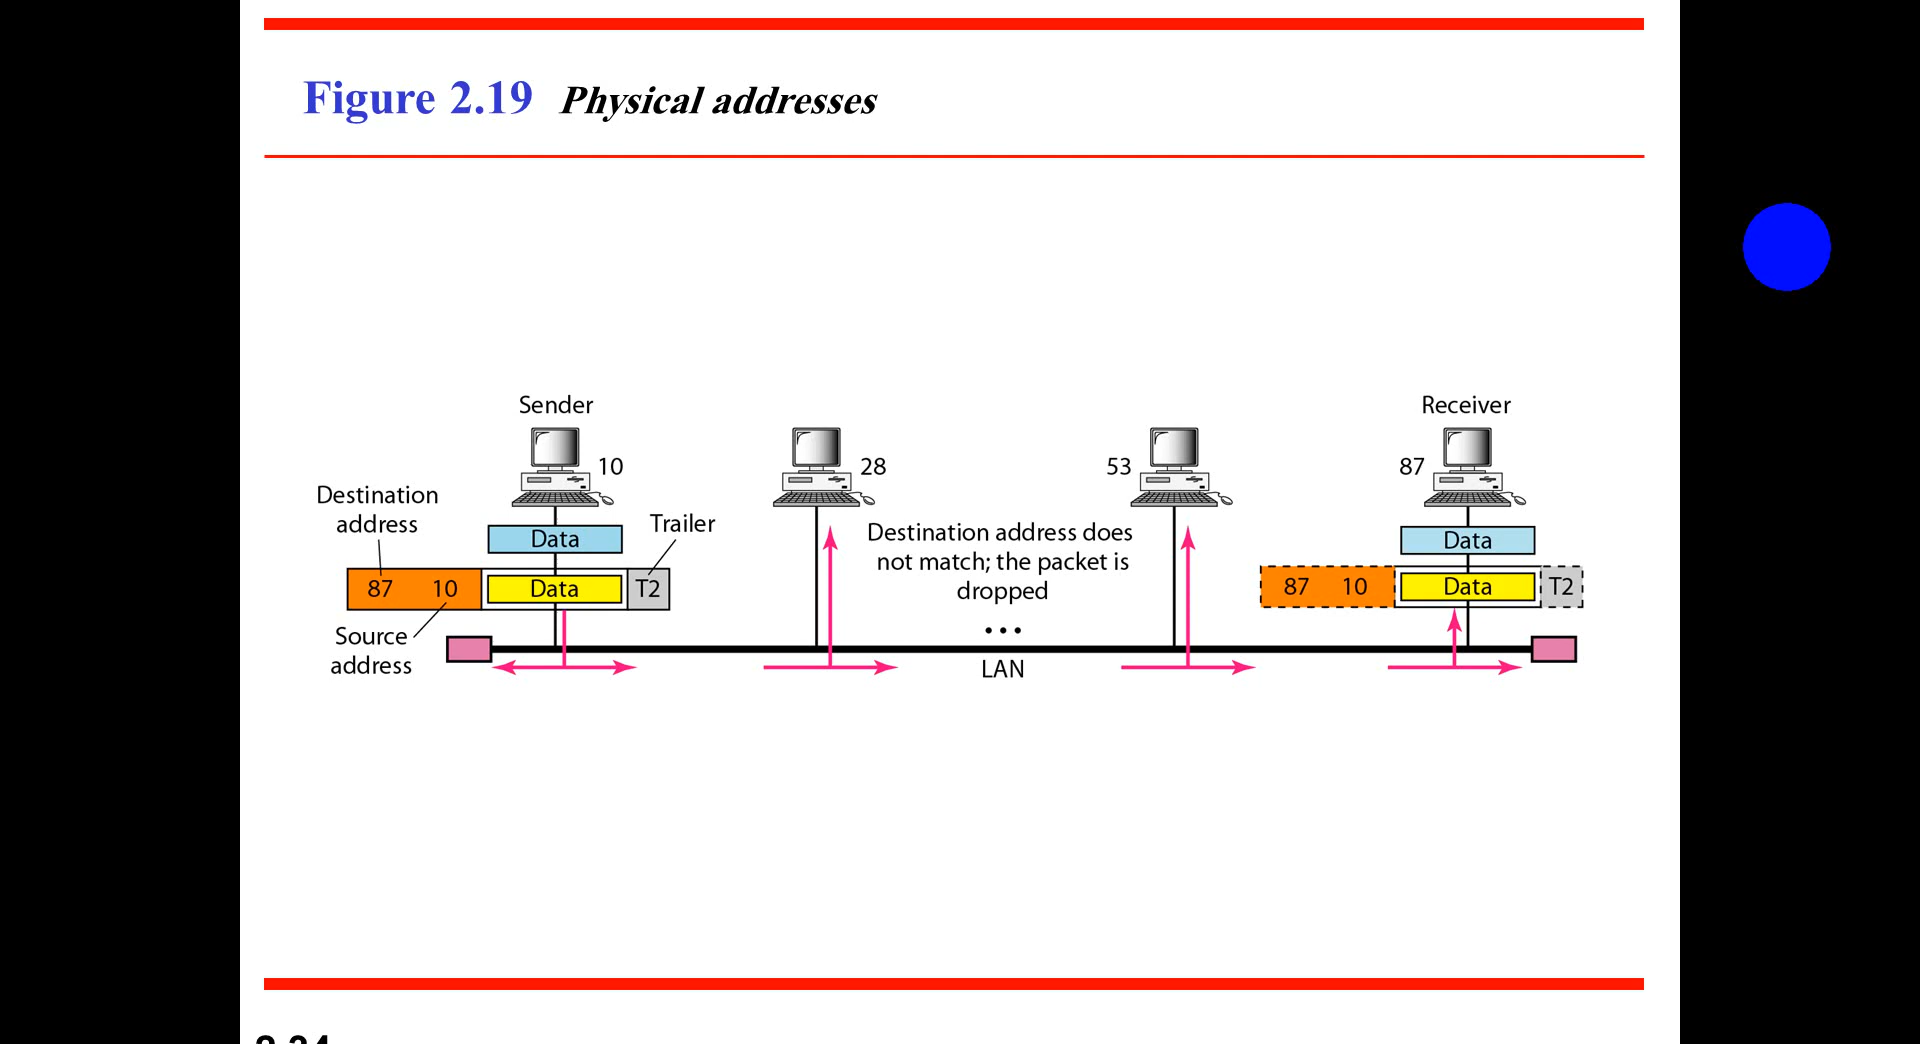 Figure 2.19 Physical addresses
Sender
Receiver
10
28
53
87
Destination
address
Trailer
Data
Destination address does
not match; the packet is
dropped
Data
87 10 Data T2
87 10 Data T2
Source
address
...
LAN